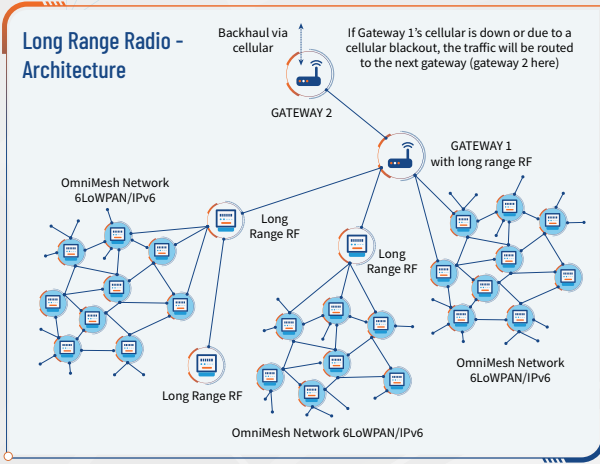 Long Range Radio -
Architecture
Backhaul via
cellular
If Gateway 1's cellular is down or due to a
cellular blackout, the traffic will be routed
to the next gateway (gateway 2 here)
GATEWAY 2
GATEWAY 1
with long range RF
OmniMesh Network
6LoWPAN/IPv6
Long
Range RF
Long
Range RF
OmniMesh Network
6LoWPAN/IPv6
Long Range RF
OmniMesh Network 6LoWPAN/IPv6